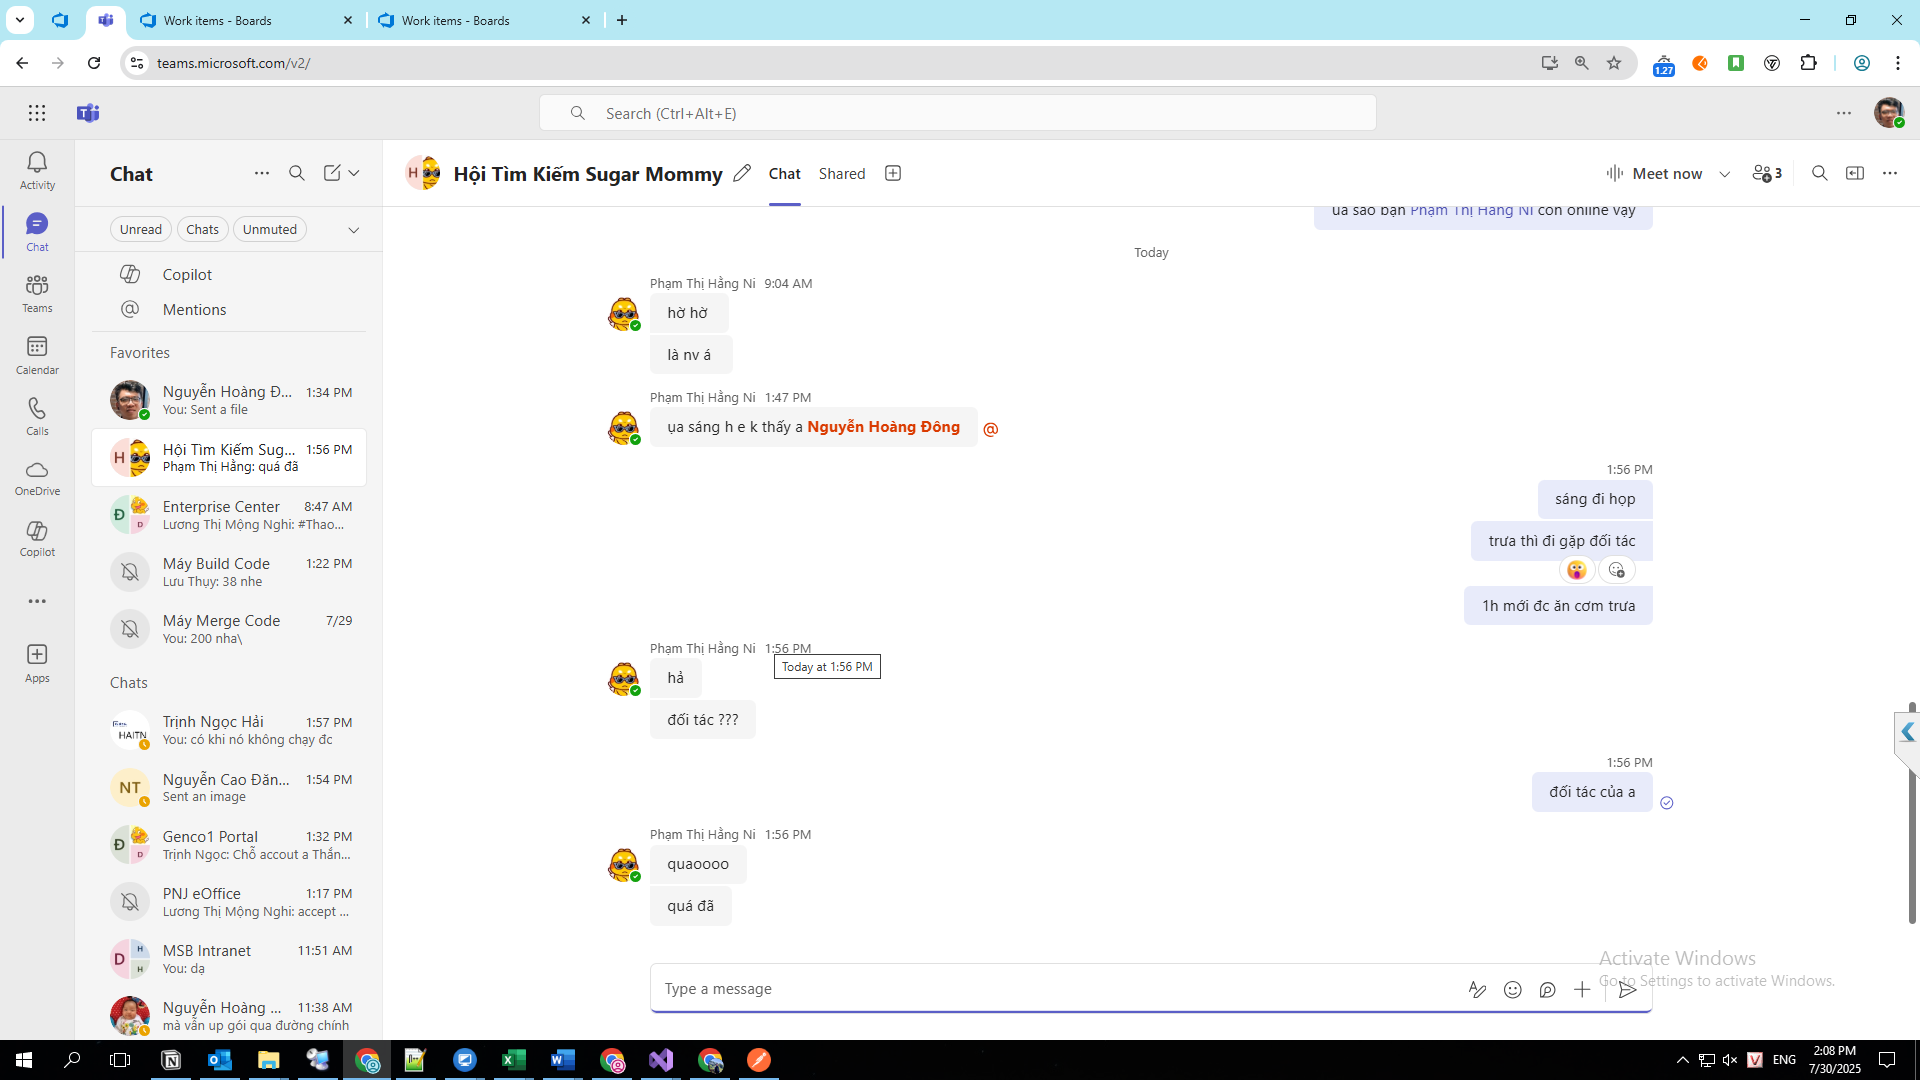 Work items - Boards
Work items - Boards
teams.microsoft.com/v2/
1.27
Search (Ctrl+Alt+E)
Activity
Chat
Teams
Calendar
Calls
OneDrive
Copilot
Apps
Chat
Unread
Chats
Unmuted
Copilot
Mentions
Favorites
Nguyễn Hoàng Đ... 1:34 PM
You: Sent a file
H
Hội Tìm Kiếm Sug... 1:56 PM
Phạm Thị Hằng: quá đã
Đ
D
Enterprise Center 8:47 AM
Lương Thị Mộng Nghi: #Thao...
Máy Build Code 1:22 PM
Lưu Thụy: 38 nhe
Máy Merge Code 7/29
You: 200 nha\
Chats
HAITN
Trịnh Ngọc Hải 1:57 PM
You: có khi nó không chạy đc
NT
Nguyễn Cao Đăn... 1:54 PM
Sent an image
Đ
D
Genco1 Portal 1:32 PM
Trịnh Ngọc: Chỗ accout a Thắn...
PNJ eOffice 1:17 PM
Lương Thị Mộng Nghi: accept ...
D
H
H
MSB Intranet 11:51 AM
You: dạ
Nguyễn Hoàng ... 11:38 AM
mà vẫn up gói qua đường chính
H
Hội Tìm Kiếm Sugar Mommy
Chat
Shared
Meet now
3
ủa sao bạn Phạm Thị Hằng Ni còn online vậy
Today
Phạm Thị Hằng Ni 9:04 AM
hờ hờ
là nv á
Phạm Thị Hằng Ni 1:47 PM
ụa sáng h e k thấy a Nguyễn Hoàng Đông
@
1:56 PM
sáng đi họp
trưa thì đi gặp đối tác
1h mới đc ăn cơm trưa
Phạm Thị Hằng Ni 1:56 PM
Today at 1:56 PM
hả
đối tác ???
1:56 PM
đối tác của a
Phạm Thị Hằng Ni 1:56 PM
quaoooo
quá đã
Type a message
Activate Windows
Go to Settings to activate Windows.
V
ENG
2:08 PM
7/30/2025